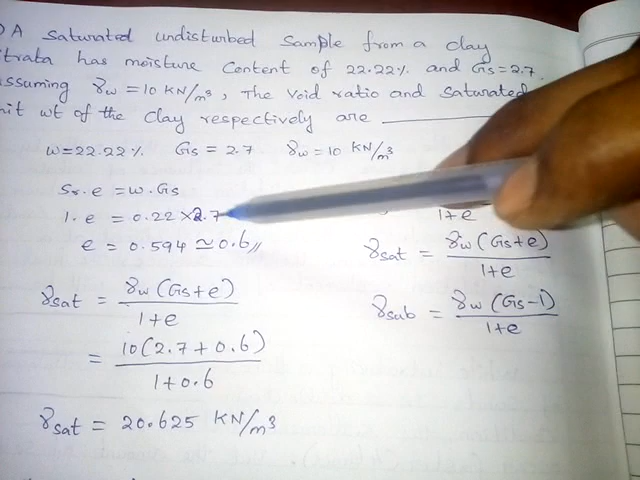 A saturated undisturbed sample from a clay
strata has moisture content of 22.22% and Gs=2.7.
Assuming γw = 10 KN/m³, The void ratio and saturated
wt of the clay respectively are ________
w=22.22% Gs = 2.7 γw = 10 KN/m³
Sr.e = w.Gs
1.e = 0.22×2.7
e = 0.594 ≃ 0.6//
γsat = γw (Gs+e)
1+e
= 10(2.7+0.6)
1+0.6
γsat = 20.625 KN/m³
1+e
γsat = γw (Gs+e)
1+e
γsub = γw (Gs-1)
1+e